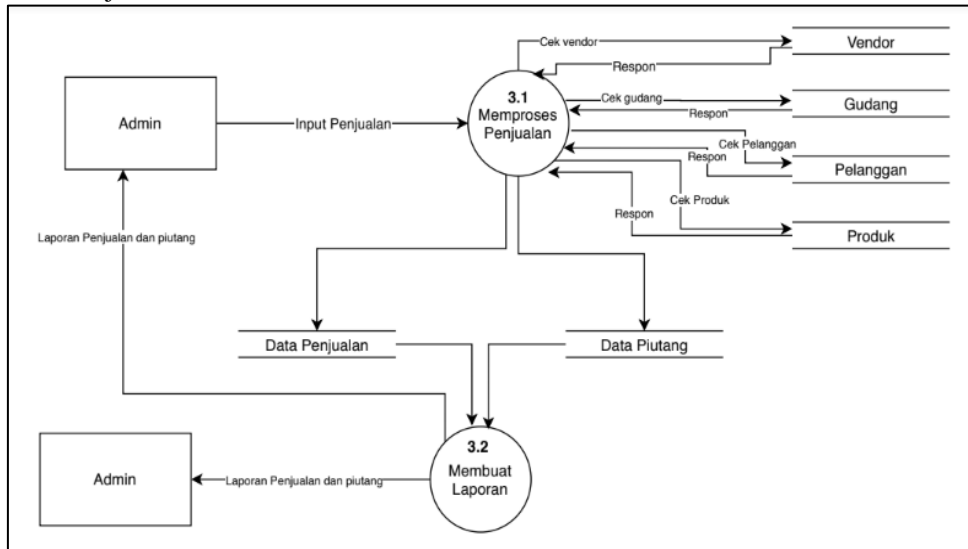 Cek vendor
Vendor
Respon
3.1
Memproses
Penjualan
Cek gudang
Gudang
Respon
Admin
Input Penjualan
Cek Pelanggan
Respon
Pelanggan
Cek Produk
Respon
Produk
Laporan Penjualan dan piutang
Data Penjualan
Data Piutang
3.2
Membuat
Laporan
Admin
Laporan Penjualan dan piutang